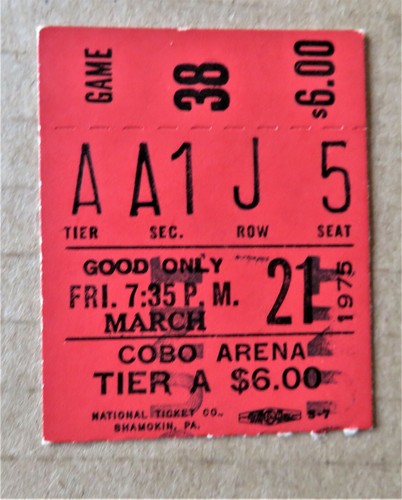 GAME 38 $6.00
A A1 J 5
TIER SEC. ROW SEAT
GOOD ONLY
FRI. 7:35 P. M.
MARCH 21 1975
COBO ARENA
TIER A $6.00
NATIONAL TICKET CO.,
SHAMOKIN, PA.
S-7